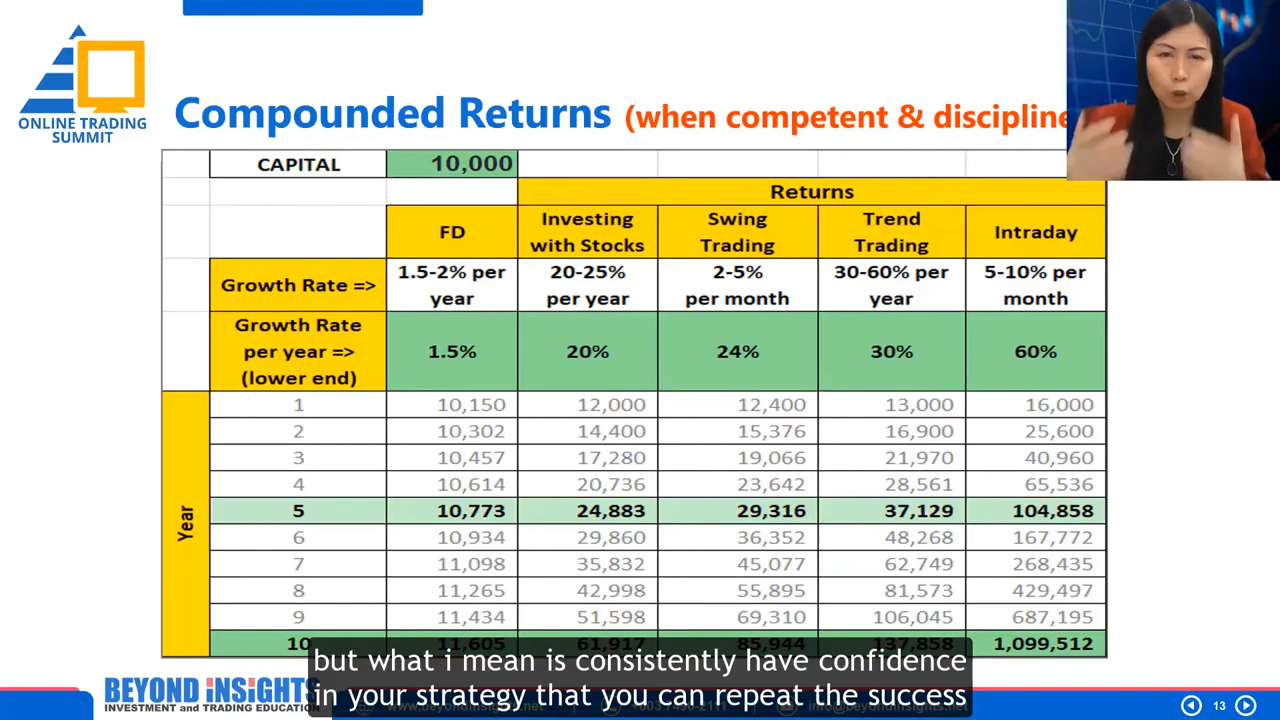 ONLINE TRADING
SUMMIT
Compounded Returns (when competent & discipline
CAPITAL 10,000
Returns
FD Investing with Stocks Swing Trading Trend Trading Intraday
Growth Rate => 1.5-2% per year 20-25% per year 2-5% per month 30-60% per year 5-10% per month
Growth Rate per year => (lower end) 1.5% 20% 24% 30% 60%
Year
1 10,150 12,000 12,400 13,000 16,000
2 10,302 14,400 15,376 16,900 25,600
3 10,457 17,280 19,066 21,970 40,960
4 10,614 20,736 23,642 28,561 65,536
5 10,773 24,883 29,316 37,129 104,858
6 10,934 29,860 36,352 48,268 167,772
7 11,098 35,832 45,077 62,749 268,435
8 11,265 42,998 55,895 81,573 429,497
9 11,434 51,598 69,310 106,045 687,195
10 11,605 61,917 85,944 137,858 1,099,512
but what i mean is consistently have confidence
in your strategy that you can repeat the success
BEYOND INSIGHTS
INVESTMENT and TRADING EDUCATION
13